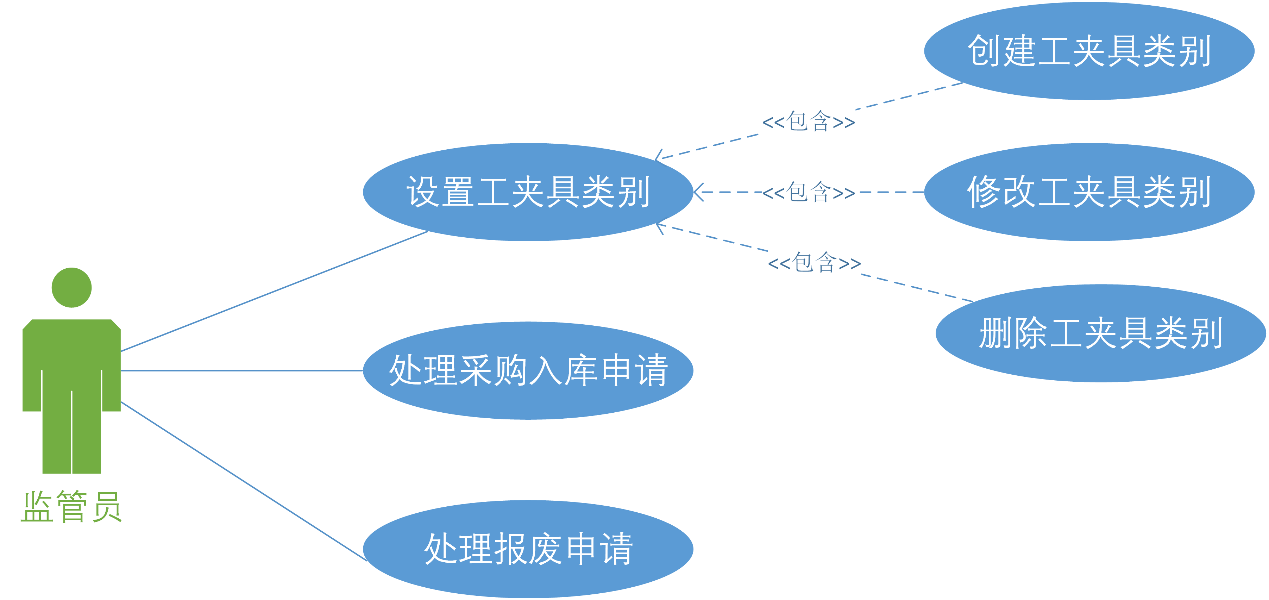 创建工夹具类别
<<包含>>
设置工夹具类别
<<包含>>
修改工夹具类别
<<包含>>
删除工夹具类别
处理采购入库申请
监管员
处理报废申请